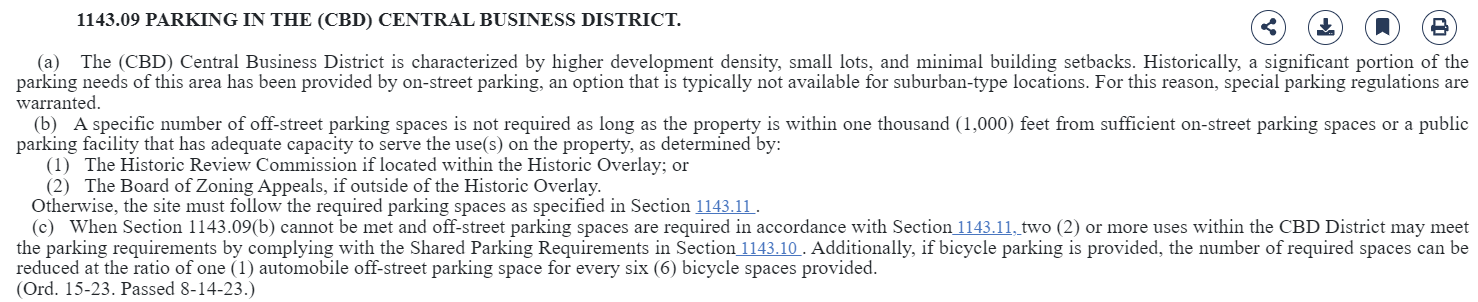 1143.09 PARKING IN THE (CBD) CENTRAL BUSINESS DISTRICT.
(a) The (CBD) Central Business District is characterized by higher development density, small lots, and minimal building setbacks. Historically, a significant portion of the
parking needs of this area has been provided by on-street parking, an option that is typically not available for suburban-type locations. For this reason, special parking regulations are
warranted.
(b) A specific number of off-street parking spaces is not required as long as the property is within one thousand (1,000) feet from sufficient on-street parking spaces or a public
parking facility that has adequate capacity to serve the use(s) on the property, as determined by:
(1) The Historic Review Commission if located within the Historic Overlay; or
(2) The Board of Zoning Appeals, if outside of the Historic Overlay.
Otherwise, the site must follow the required parking spaces as specified in Section 1143.11 .
(c) When Section 1143.09(b) cannot be met and off-street parking spaces are required in accordance with Section 1143.11, two (2) or more uses within the CBD District may meet
the parking requirements by complying with the Shared Parking Requirements in Section 1143.10 . Additionally, if bicycle parking is provided, the number of required spaces can be
reduced at the ratio of one (1) automobile off-street parking space for every six (6) bicycle spaces provided.
(Ord. 15-23. Passed 8-14-23.)